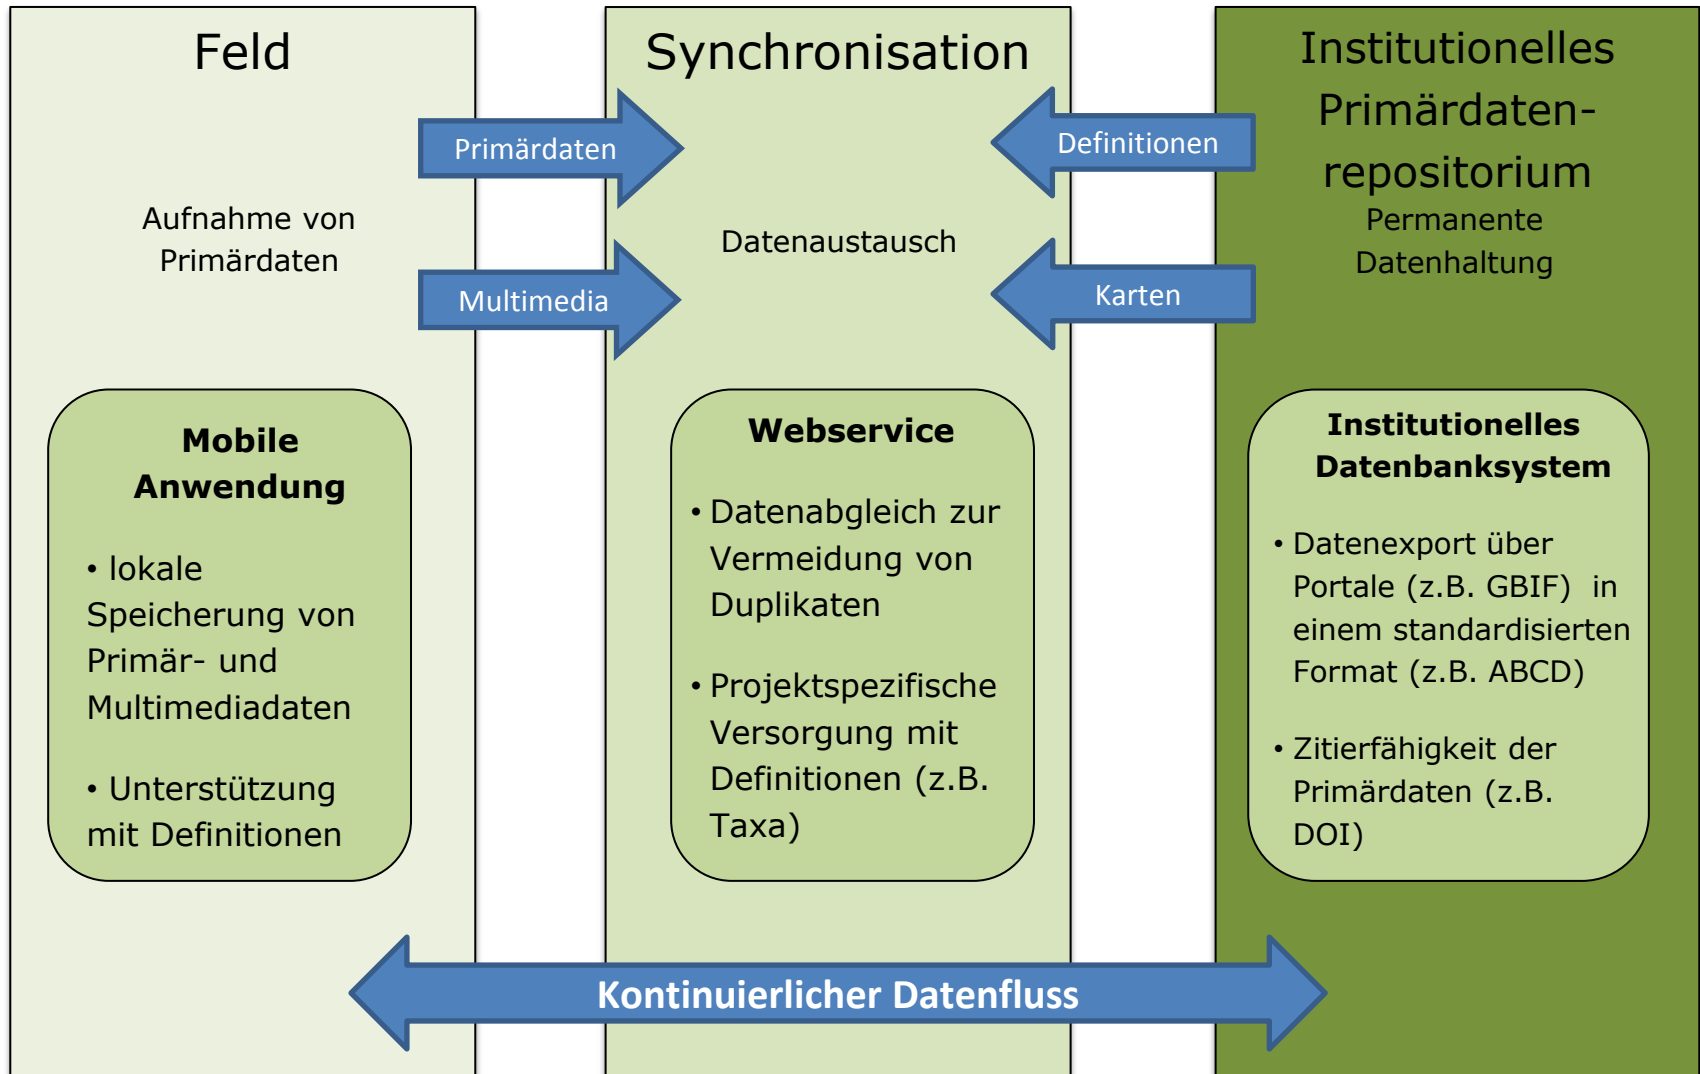 Feld
Aufnahme von
Primärdaten
Primärdaten
Multimedia
Mobile
Anwendung
• lokale
Speicherung von
Primär- und
Multimediadaten
• Unterstützung
mit Definitionen
Synchronisation
Datenaustausch
Webservice
• Datenabgleich zur
Vermeidung von
Duplikaten
• Projektspezifische
Versorgung mit
Definitionen (z.B.
Taxa)
Definitionen
Karten
Institutionelles
Primärdaten-
repositorium
Permanente
Datenhaltung
Institutionelles
Datenbanksystem
• Datenexport über
Portale (z.B. GBIF) in
einem standardisierten
Format (z.B. ABCD)
• Zitierfähigkeit der
Primärdaten (z.B.
DOI)
Kontinuierlicher Datenfluss